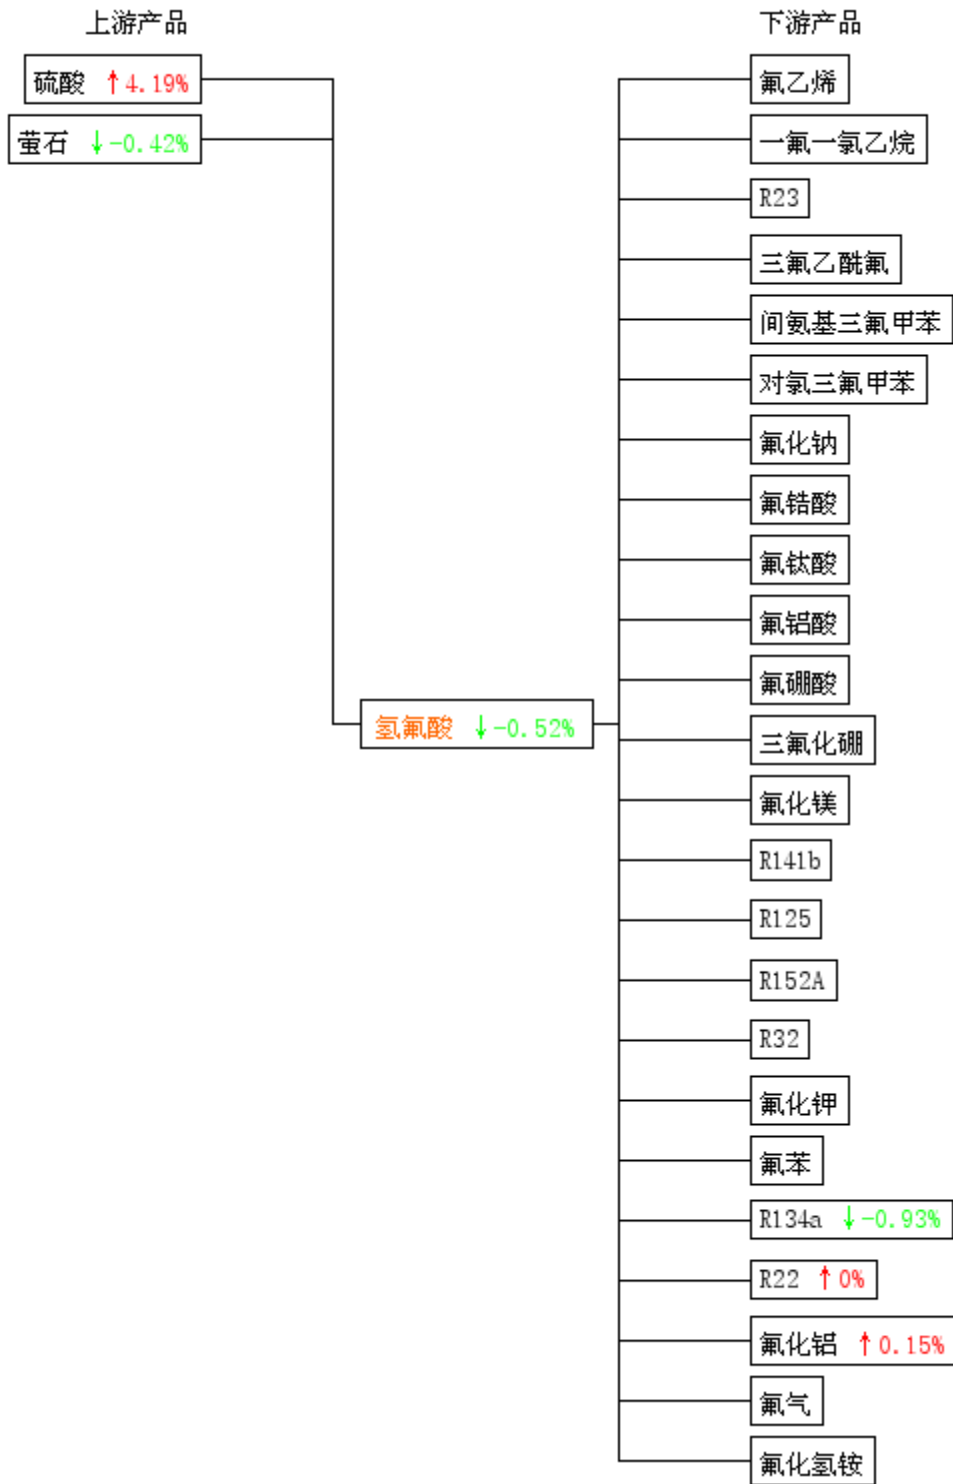 上游产品
硫酸 ↑4.19%
萤石 ↓-0.42%
氢氟酸 ↓-0.52%
下游产品
氟乙烯
一氟一氯乙烷
R23
三氟乙酰氟
间氨基三氟甲苯
对氯三氟甲苯
氟化钠
氟锆酸
氟钛酸
氟铝酸
氟硼酸
三氟化硼
氟化镁
R141b
R125
R152A
R32
氟化钾
氟苯
R134a ↓-0.93%
R22 ↑0%
氟化铝 ↑0.15%
氟气
氟化氢铵